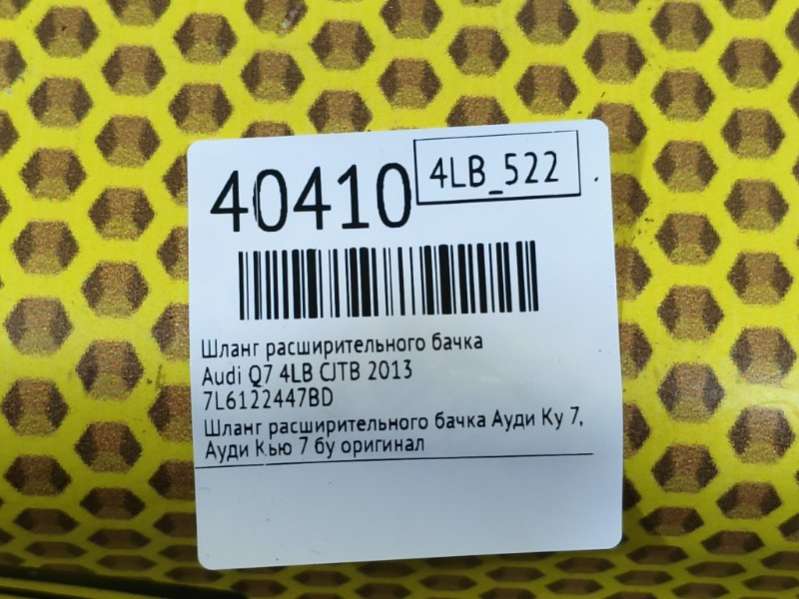 40410
4LB_522
Шланг расширительного бачка
Audi Q7 4LB CJTB 2013
7L6122447BD
Шланг расширительного бачка Ауди Ку 7,
Ауди Кью 7 бу оригинал